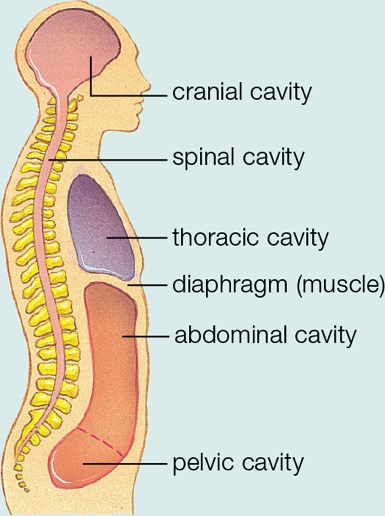 cranial cavity
spinal cavity
thoracic cavity
diaphragm (muscle)
abdominal cavity
pelvic cavity